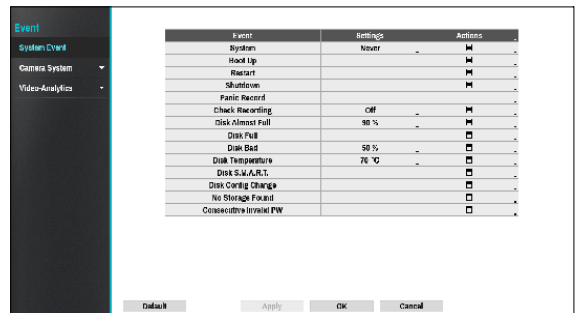 Event
System Event
Camera System
Video-Analytics
Event Settings Actions
System Never
Boot Up
Restart
Shutdown
Panic Record
Check Recording Off
Disk Almost Full 90 %
Disk Full
Disk Bad 50 %
Disk Temperature 70 °C
Disk S.M.A.R.T.
Disk Config Change
No Storage Found
Consecutive Invalid PW
Default Apply OK Cancel